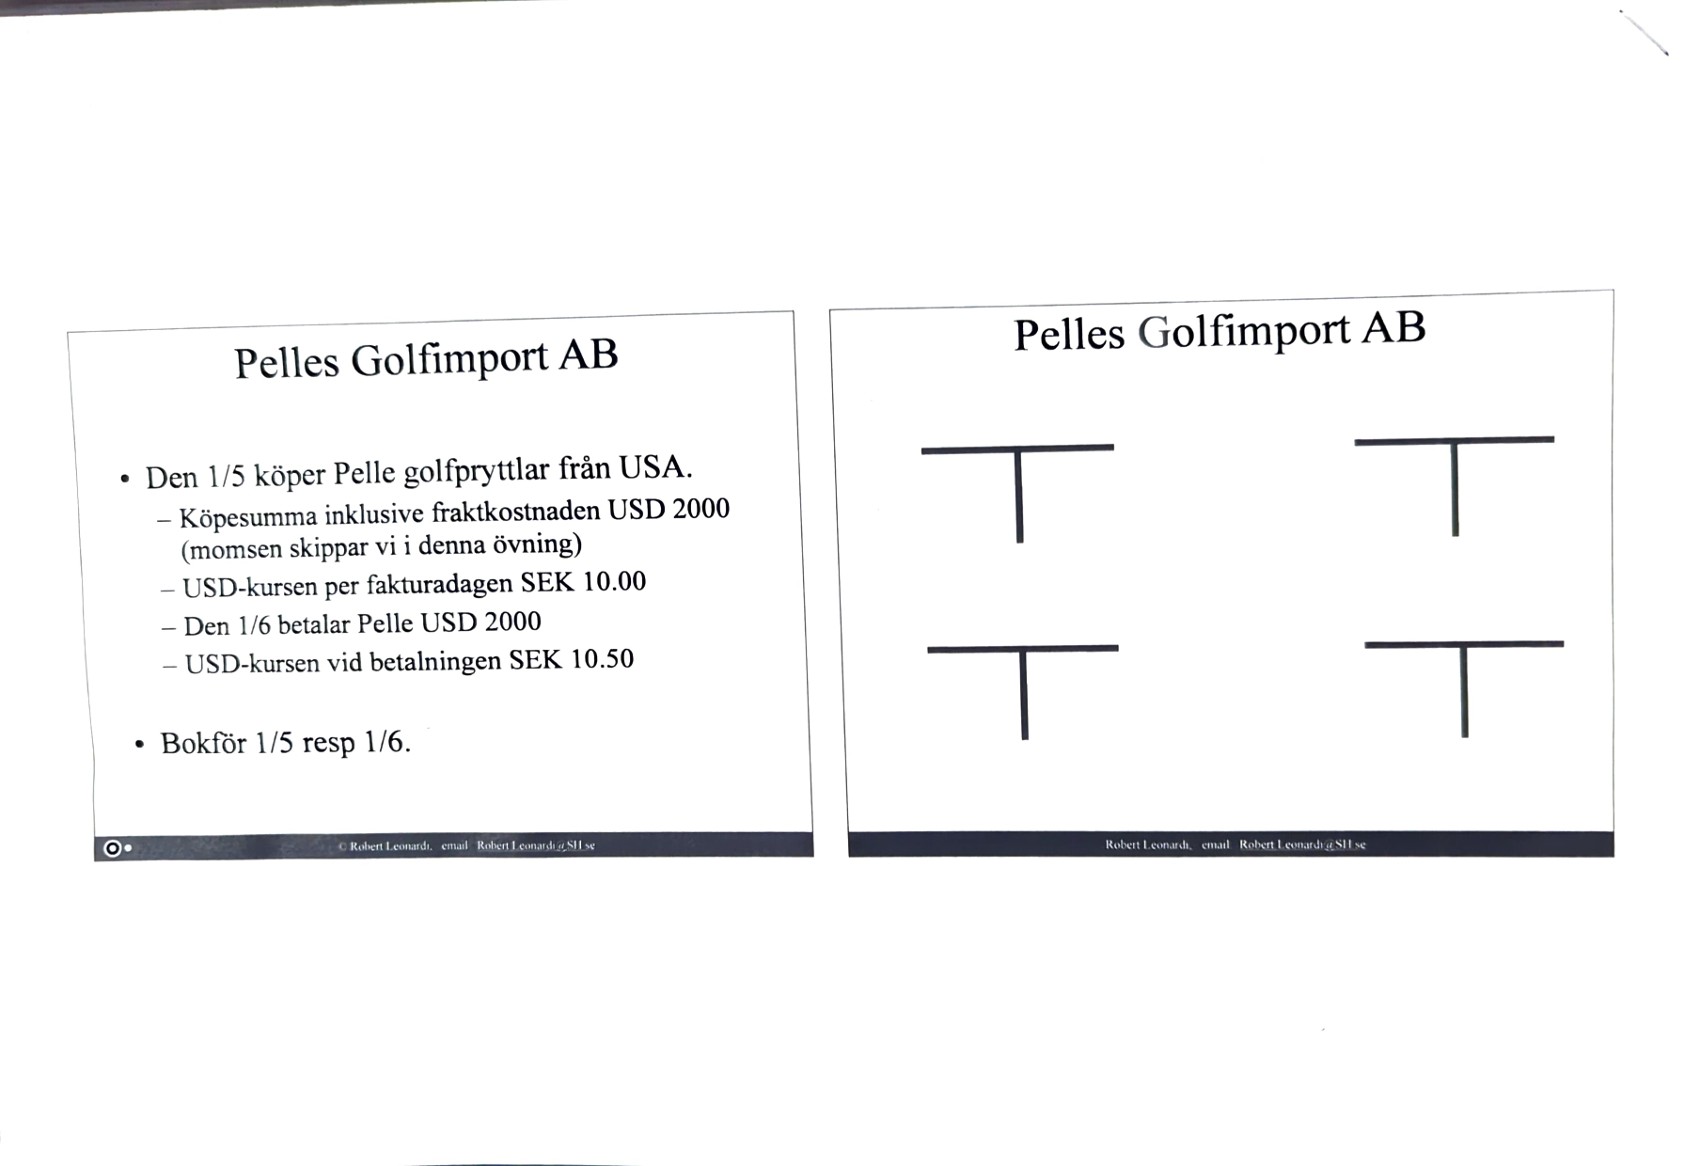 Pelles Golfimport AB
• Den 1/5 köper Pelle golfpryttlar från USA.
– Köpesumma inklusive fraktkostnaden USD 2000
(momsen skippar vi i denna övning)
– USD-kursen per fakturadagen SEK 10.00
– Den 1/6 betalar Pelle USD 2000
– USD-kursen vid betalningen SEK 10.50
• Bokför 1/5 resp 1/6.
© Robert Leonardi, email Robert.Leonardi@SH.se
Pelles Golfimport AB
Robert Leonardi, email Robert.Leonardi@SH.se